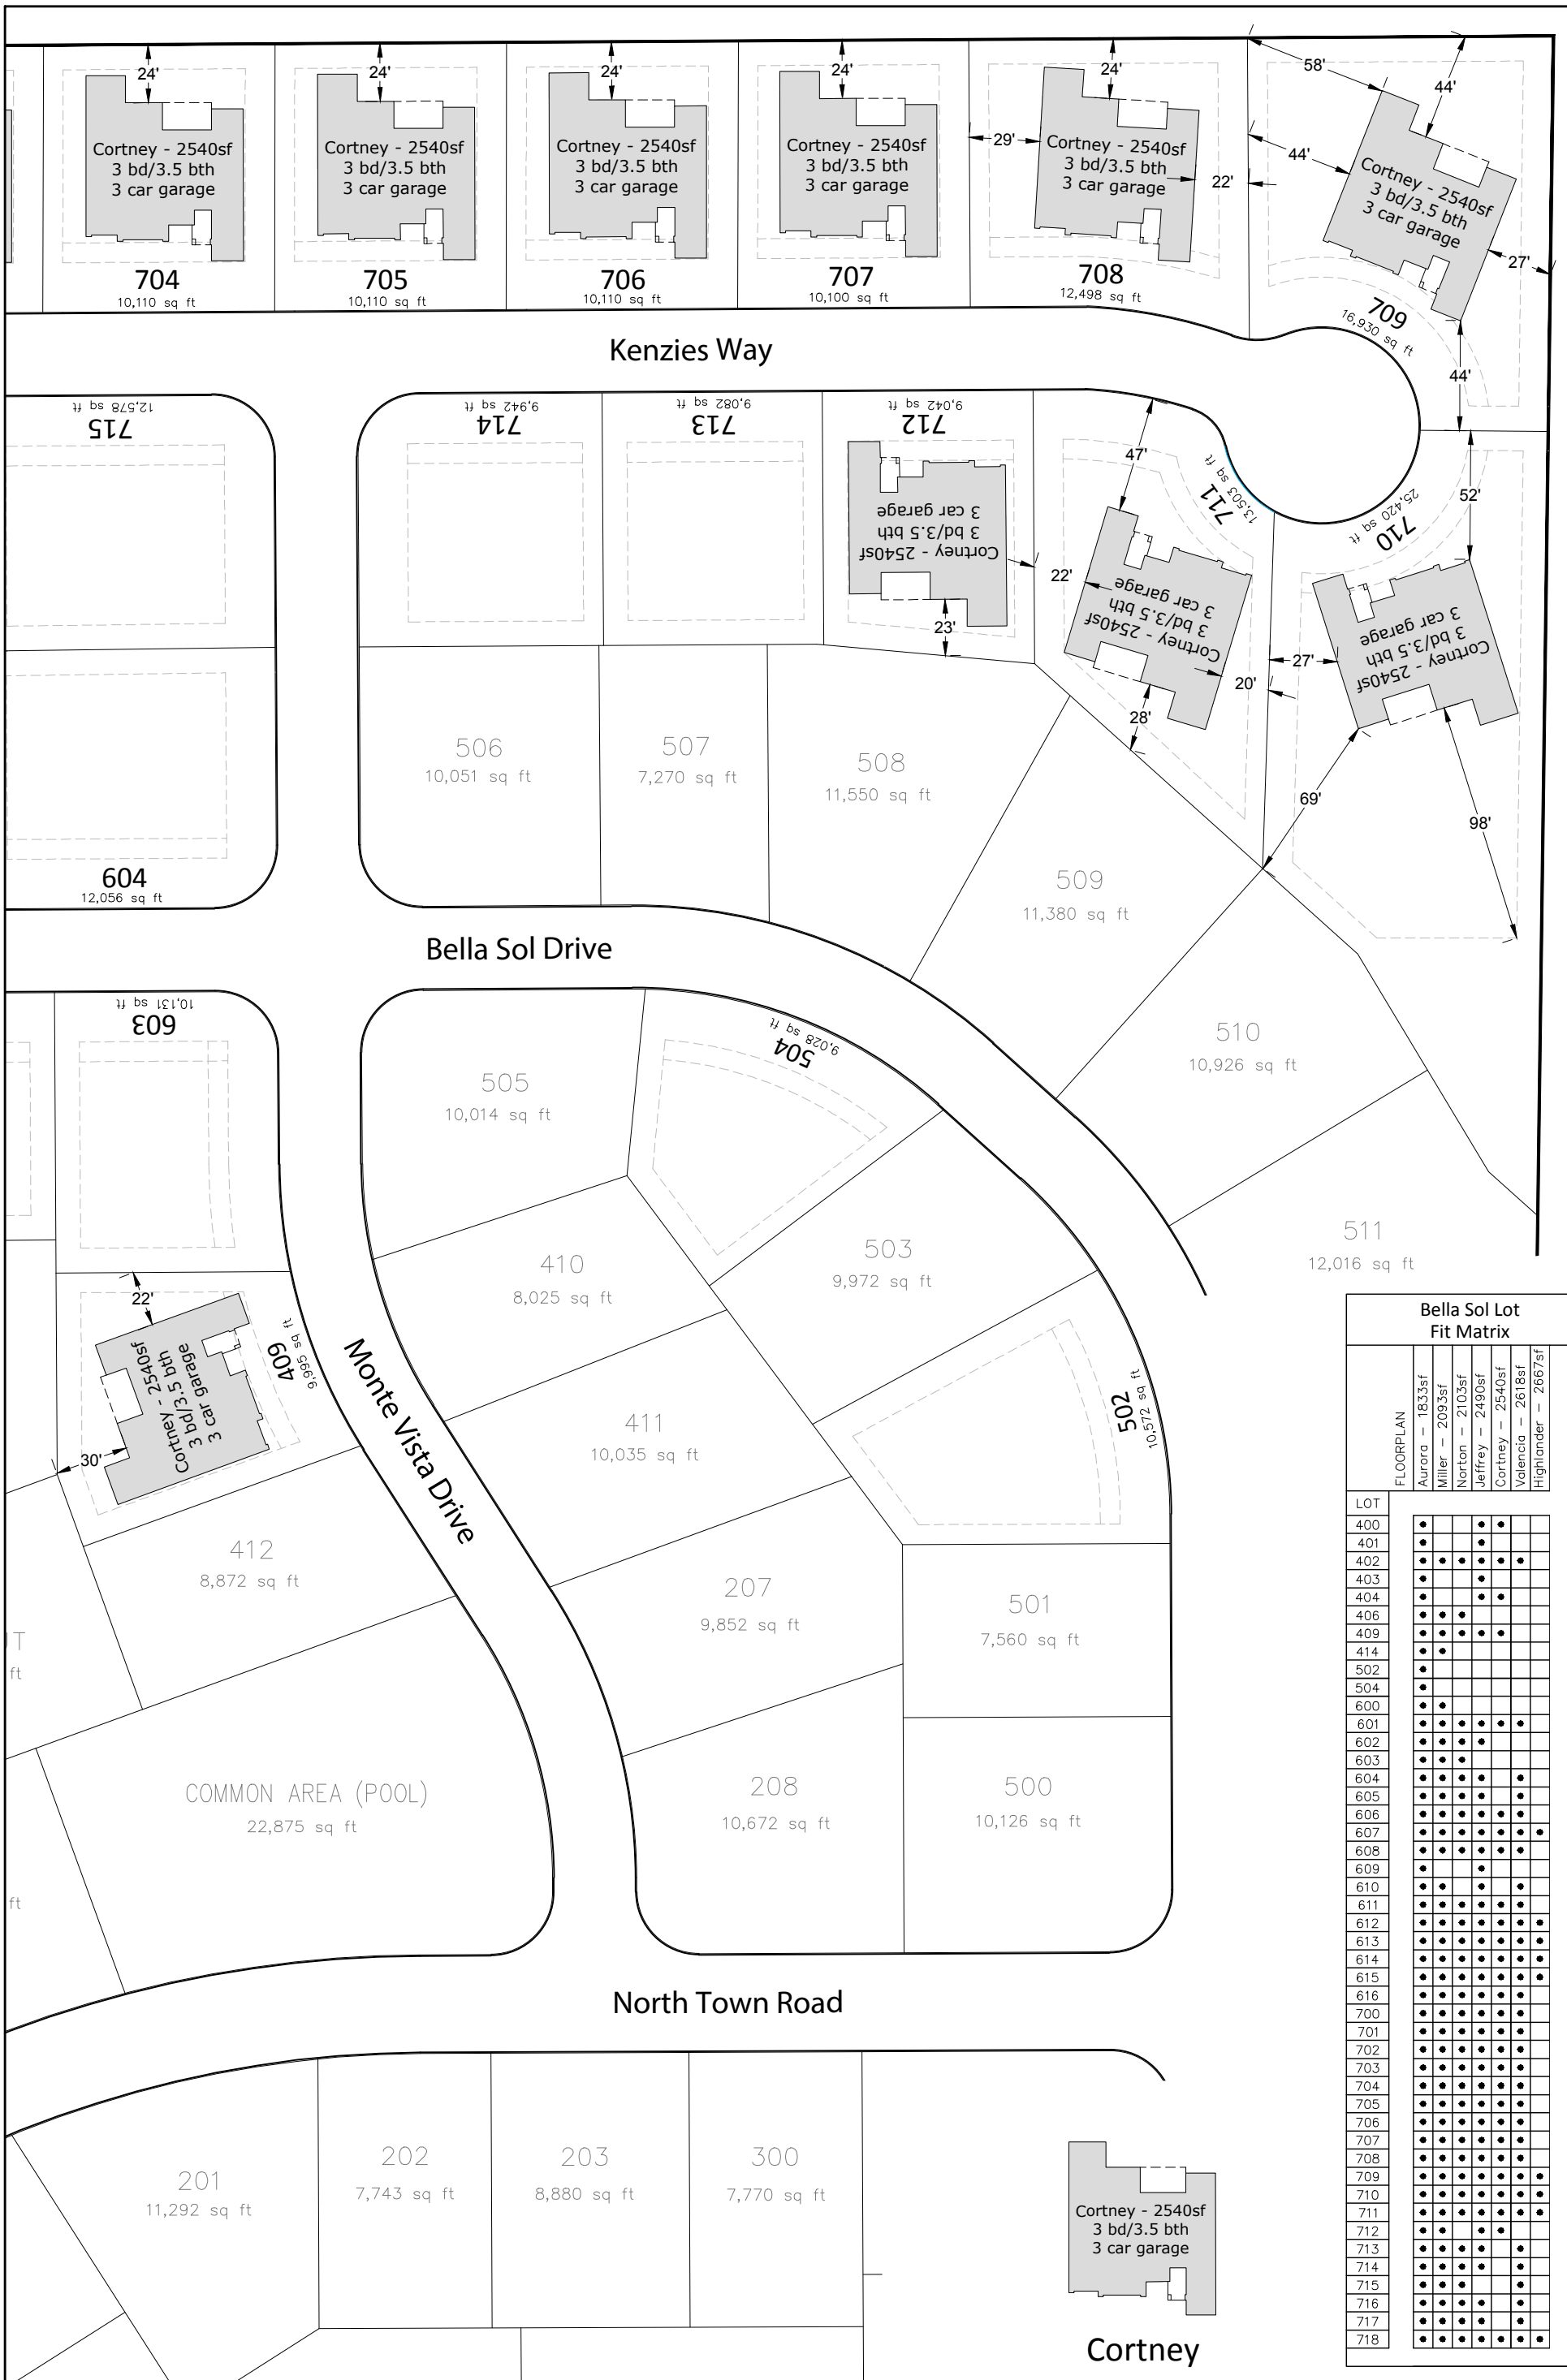 24'
Cortney - 2540sf
3 bd/3.5 bth
3 car garage
704
10,110 sq ft
24'
Cortney - 2540sf
3 bd/3.5 bth
3 car garage
705
10,110 sq ft
24'
Cortney - 2540sf
3 bd/3.5 bth
3 car garage
706
10,110 sq ft
24'
Cortney - 2540sf
3 bd/3.5 bth
3 car garage
707
10,100 sq ft
24'
29'
Cortney - 2540sf
3 bd/3.5 bth
3 car garage
22'
708
12,498 sq ft
58'
44'
44'
Cortney - 2540sf
3 bd/3.5 bth
3 car garage
27'
709
16,930 sq ft
44'
Kenzies Way
715
12,578 sq ft
714
9,942 sq ft
713
9,082 sq ft
712
9,042 sq ft
Cortney - 2540sf
3 bd/3.5 bth
3 car garage
23'
22'
47'
711
13,503 sq ft
Cortney - 2540sf
3 bd/3.5 bth
3 car garage
20'
28'
52'
710
25,420 sq ft
Cortney - 2540sf
3 bd/3.5 bth
3 car garage
27'
69'
98'
506
10,051 sq ft
507
7,270 sq ft
508
11,550 sq ft
509
11,380 sq ft
604
12,056 sq ft
Bella Sol Drive
510
10,926 sq ft
511
12,016 sq ft
603
10,131 sq ft
505
10,014 sq ft
504
9,028 sq ft
410
8,025 sq ft
503
9,972 sq ft
22'
Cortney - 2540sf
3 bd/3.5 bth
3 car garage
30'
409
9,995 sq ft
Monte Vista Drive
411
10,035 sq ft
502
10,572 sq ft
412
8,872 sq ft
207
9,852 sq ft
501
7,560 sq ft
ft
COMMON AREA (POOL)
22,875 sq ft
208
10,672 sq ft
500
10,126 sq ft
ft
North Town Road
201
11,292 sq ft
202
7,743 sq ft
203
8,880 sq ft
300
7,770 sq ft
Cortney - 2540sf
3 bd/3.5 bth
3 car garage
Cortney
Bella Sol Lot
Fit Matrix
FLOORPLAN
Aurora - 1833sf
Miller - 2093sf
Norton - 2103sf
Jeffrey - 2490sf
Cortney - 2540sf
Valencia - 2618sf
Highlander - 2667sf
LOT
400
401
402
403
404
406
409
414
502
504
600
601
602
603
604
605
606
607
608
609
610
611
612
613
614
615
616
700
701
702
703
704
705
706
707
708
709
710
711
712
713
714
715
716
717
718